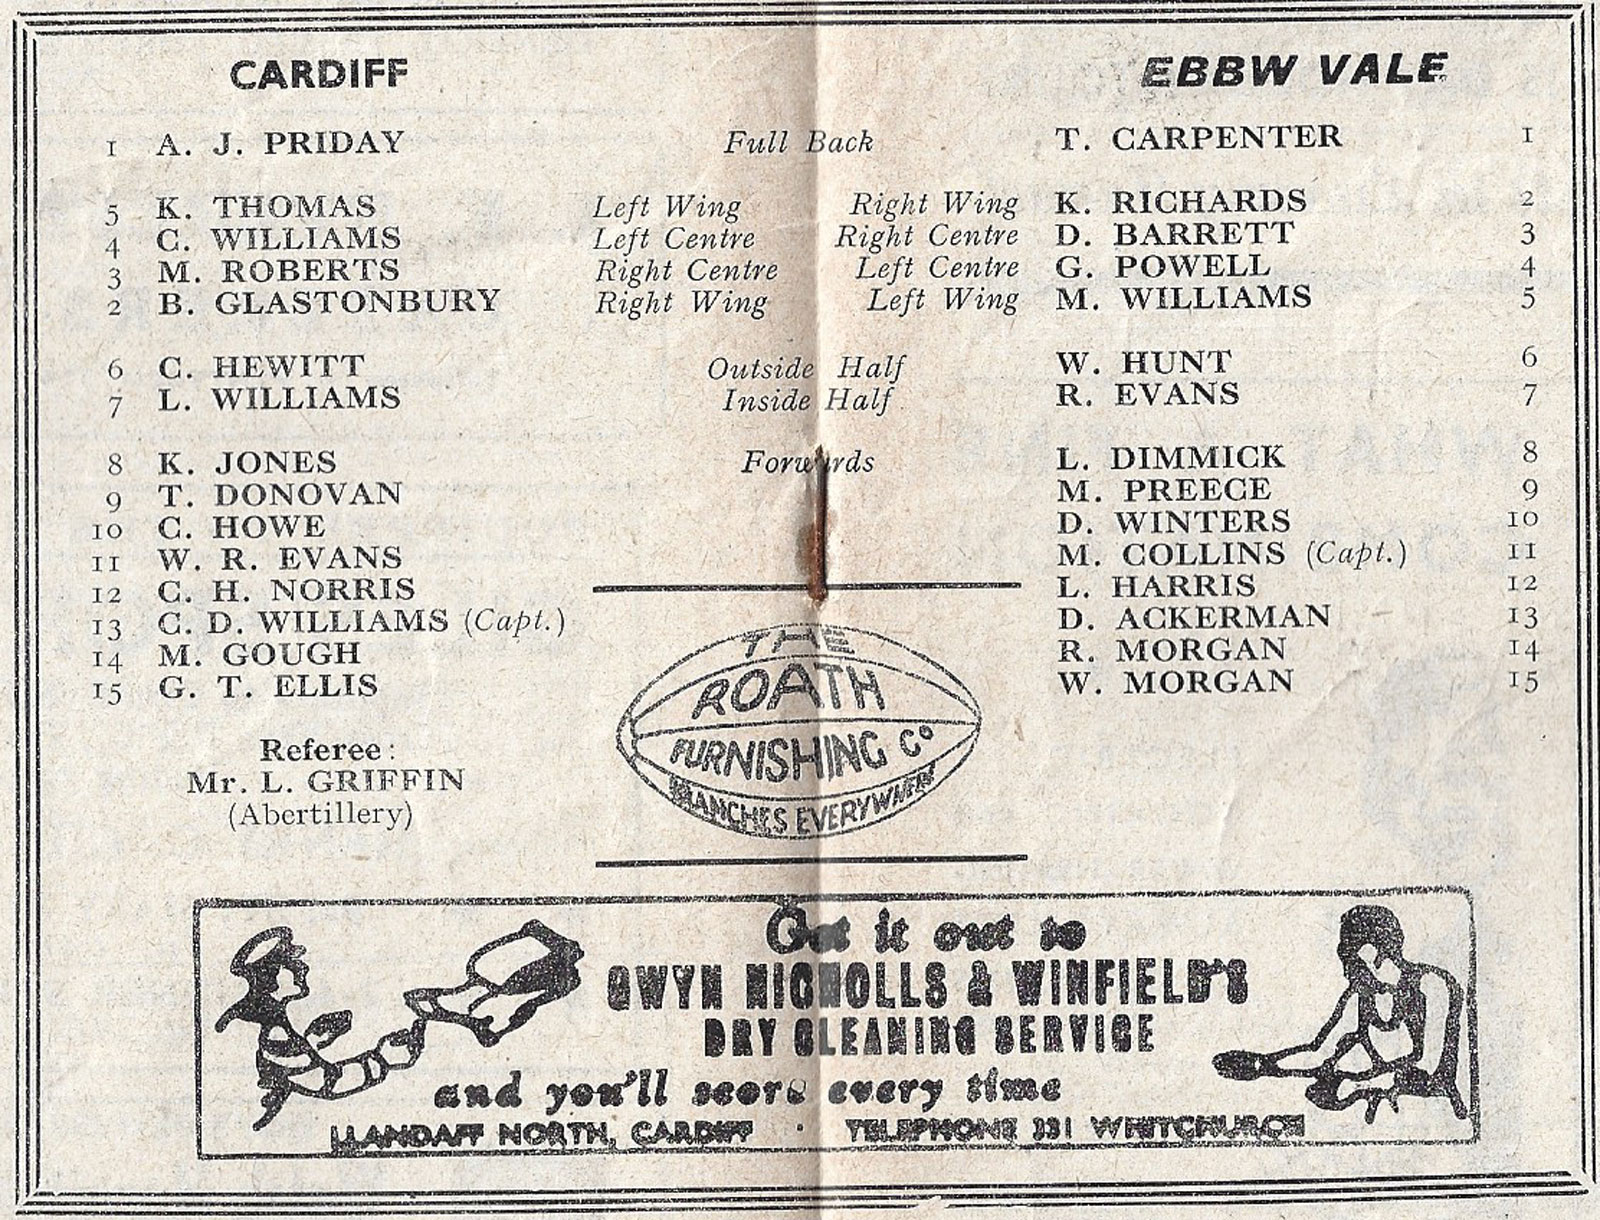 CARDIFF EBBW VALE
1 A. J. PRIDAY Full Back T. CARPENTER 1
5 K. THOMAS Left Wing Right Wing K. RICHARDS 2
4 C. WILLIAMS Left Centre Right Centre D. BARRETT 3
3 M. ROBERTS Right Centre Left Centre G. POWELL 4
2 B. GLASTONBURY Right Wing Left Wing M. WILLIAMS 5
6 C. HEWITT Outside Half W. HUNT 6
7 L. WILLIAMS Inside Half R. EVANS 7
8 K. JONES Forwards L. DIMMICK 8
9 T. DONOVAN M. PREECE 9
10 C. HOWE D. WINTERS 10
11 W. R. EVANS M. COLLINS (Capt.) 11
12 C. H. NORRIS L. HARRIS 12
13 C. D. WILLIAMS (Capt.) D. ACKERMAN 13
14 M. GOUGH R. MORGAN 14
15 G. T. ELLIS W. MORGAN 15
Referee:
Mr. L. GRIFFIN
(Abertillery)
THE
ROATH
FURNISHING Co
BRANCHES EVERYWHERE
Get it out to
GWYN NICHOLLS & WINFIELD'S
DRY CLEANING SERVICE
and you'll score every time
LLANDAFF NORTH, CARDIFF · TELEPHONE 331 WHITCHURCH